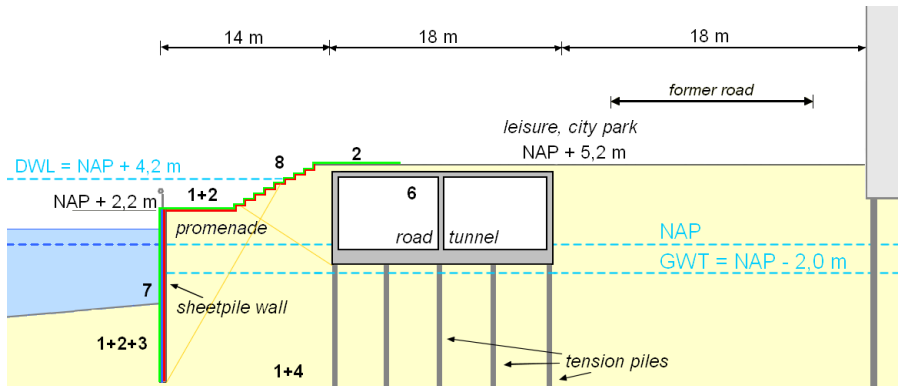 14 m
18 m
18 m
former road
leisure, city park
DWL = NAP + 4,2 m
8
2
NAP + 5,2 m
1+2
6
NAP + 2,2 m
promenade
road
tunnel
NAP
GWT = NAP - 2,0 m
7
sheetpile wall
1+2+3
1+4
tension piles